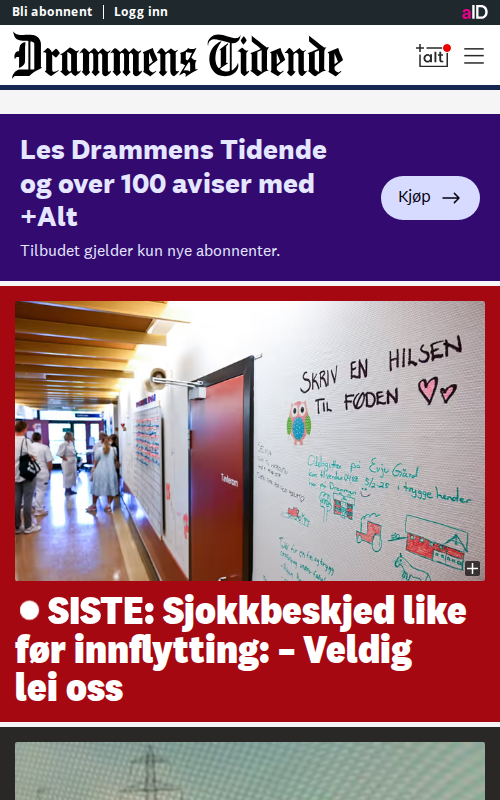 Bli abonnent
Logg inn
aID
Drammens Tidende
+alt
Les Drammens Tidende
og over 100 aviser med
+Alt
Kjøp
Tilbudet gjelder kun nye abonnenter.
SKRIV EN HILSEN
TIL FØDEN
SISTE: Sjokkbeskjed like
før innflytting: – Veldig
lei oss